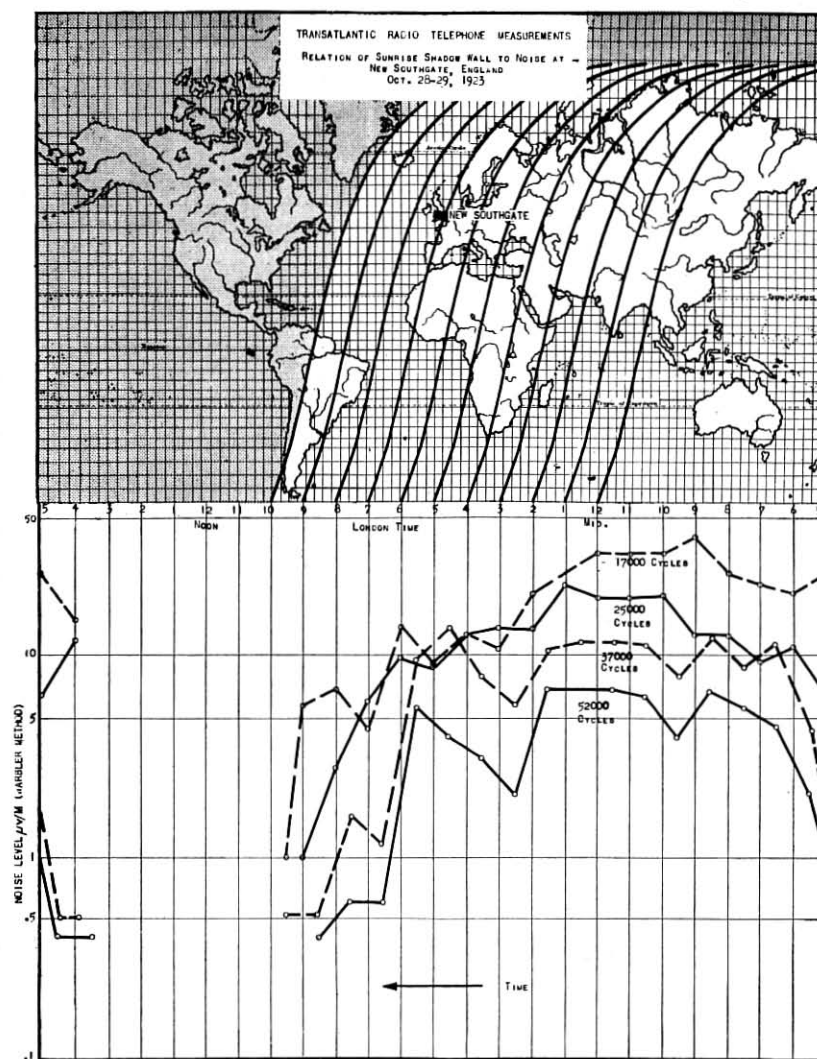 TRANSATLANTIC RADIO TELEPHONE MEASUREMENTS
RELATION OF SUNRISE SHADOW WALL TO NOISE AT –
NEW SOUTHGATE, ENGLAND
OCT. 28-29, 1923
NEW SOUTHGATE
5 4 3 2 1 12 11 10 9 8 7 6 5 4 3 2 1 12 11 10 9 8 7 6 5
NOON
LONDON TIME
MID.
50
10
5
1
.5
.1
NOISE LEVEL μV/M (WARBLER METHOD)
17000 CYCLES
25000
CYCLES
37000
CYCLES
52000
CYCLES
TIME